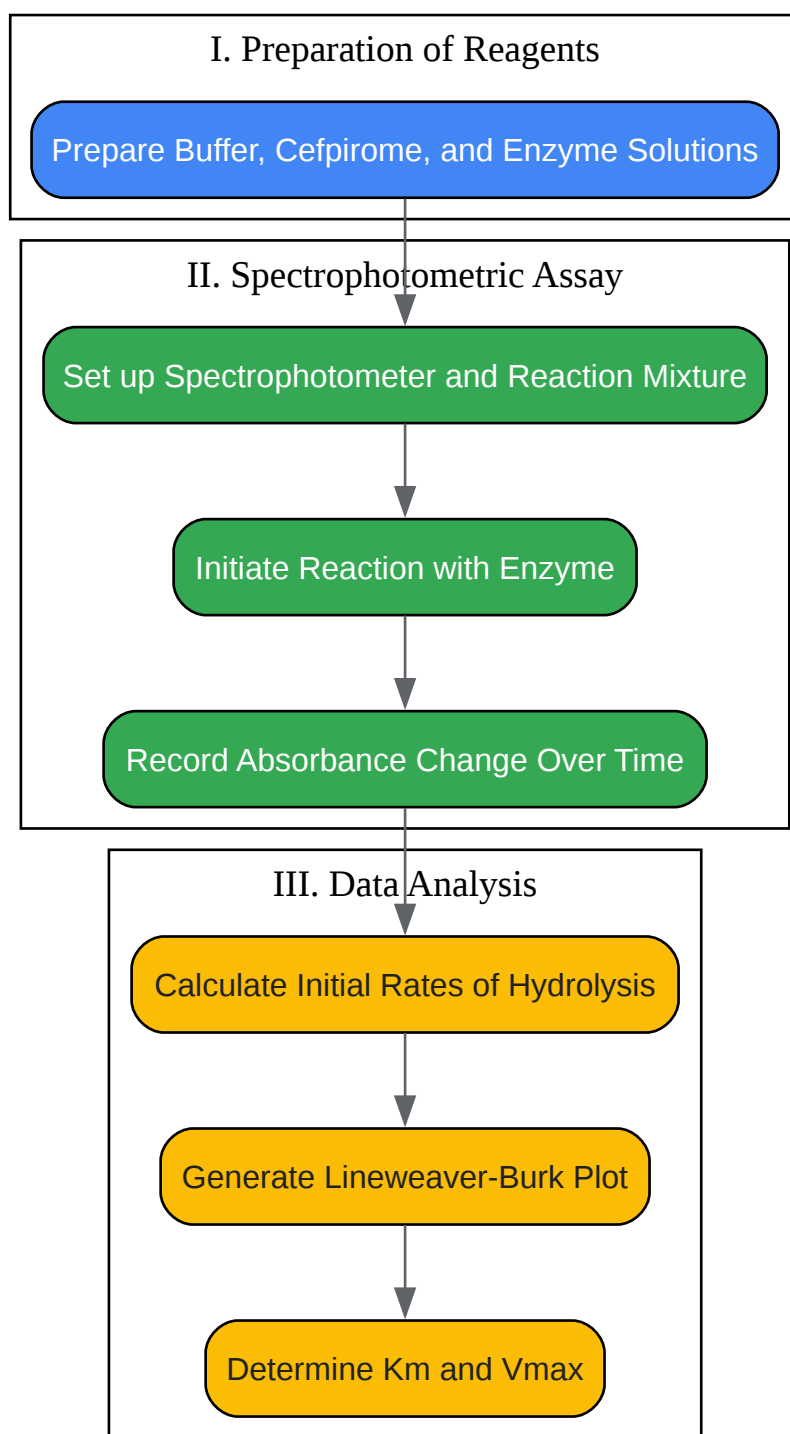 I. Preparation of Reagents
Prepare Buffer, Cefpirome, and Enzyme Solutions
II. Spectrophotometric Assay
Set up Spectrophotometer and Reaction Mixture
Initiate Reaction with Enzyme
Record Absorbance Change Over Time
III. Data Analysis
Calculate Initial Rates of Hydrolysis
Generate Lineweaver-Burk Plot
Determine Km and Vmax